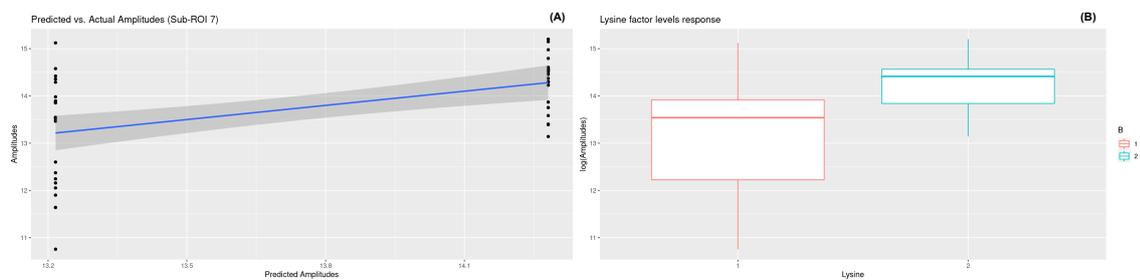 Predicted vs. Actual Amplitudes (Sub-ROI 7)
(A)
Amplitudes
15
14
13
12
11
13.2
13.5
13.8
14.1
Predicted Amplitudes
Lysine factor levels response
(B)
log(Amplitudes)
15
14
13
12
11
1
2
Lysine
B
1
2